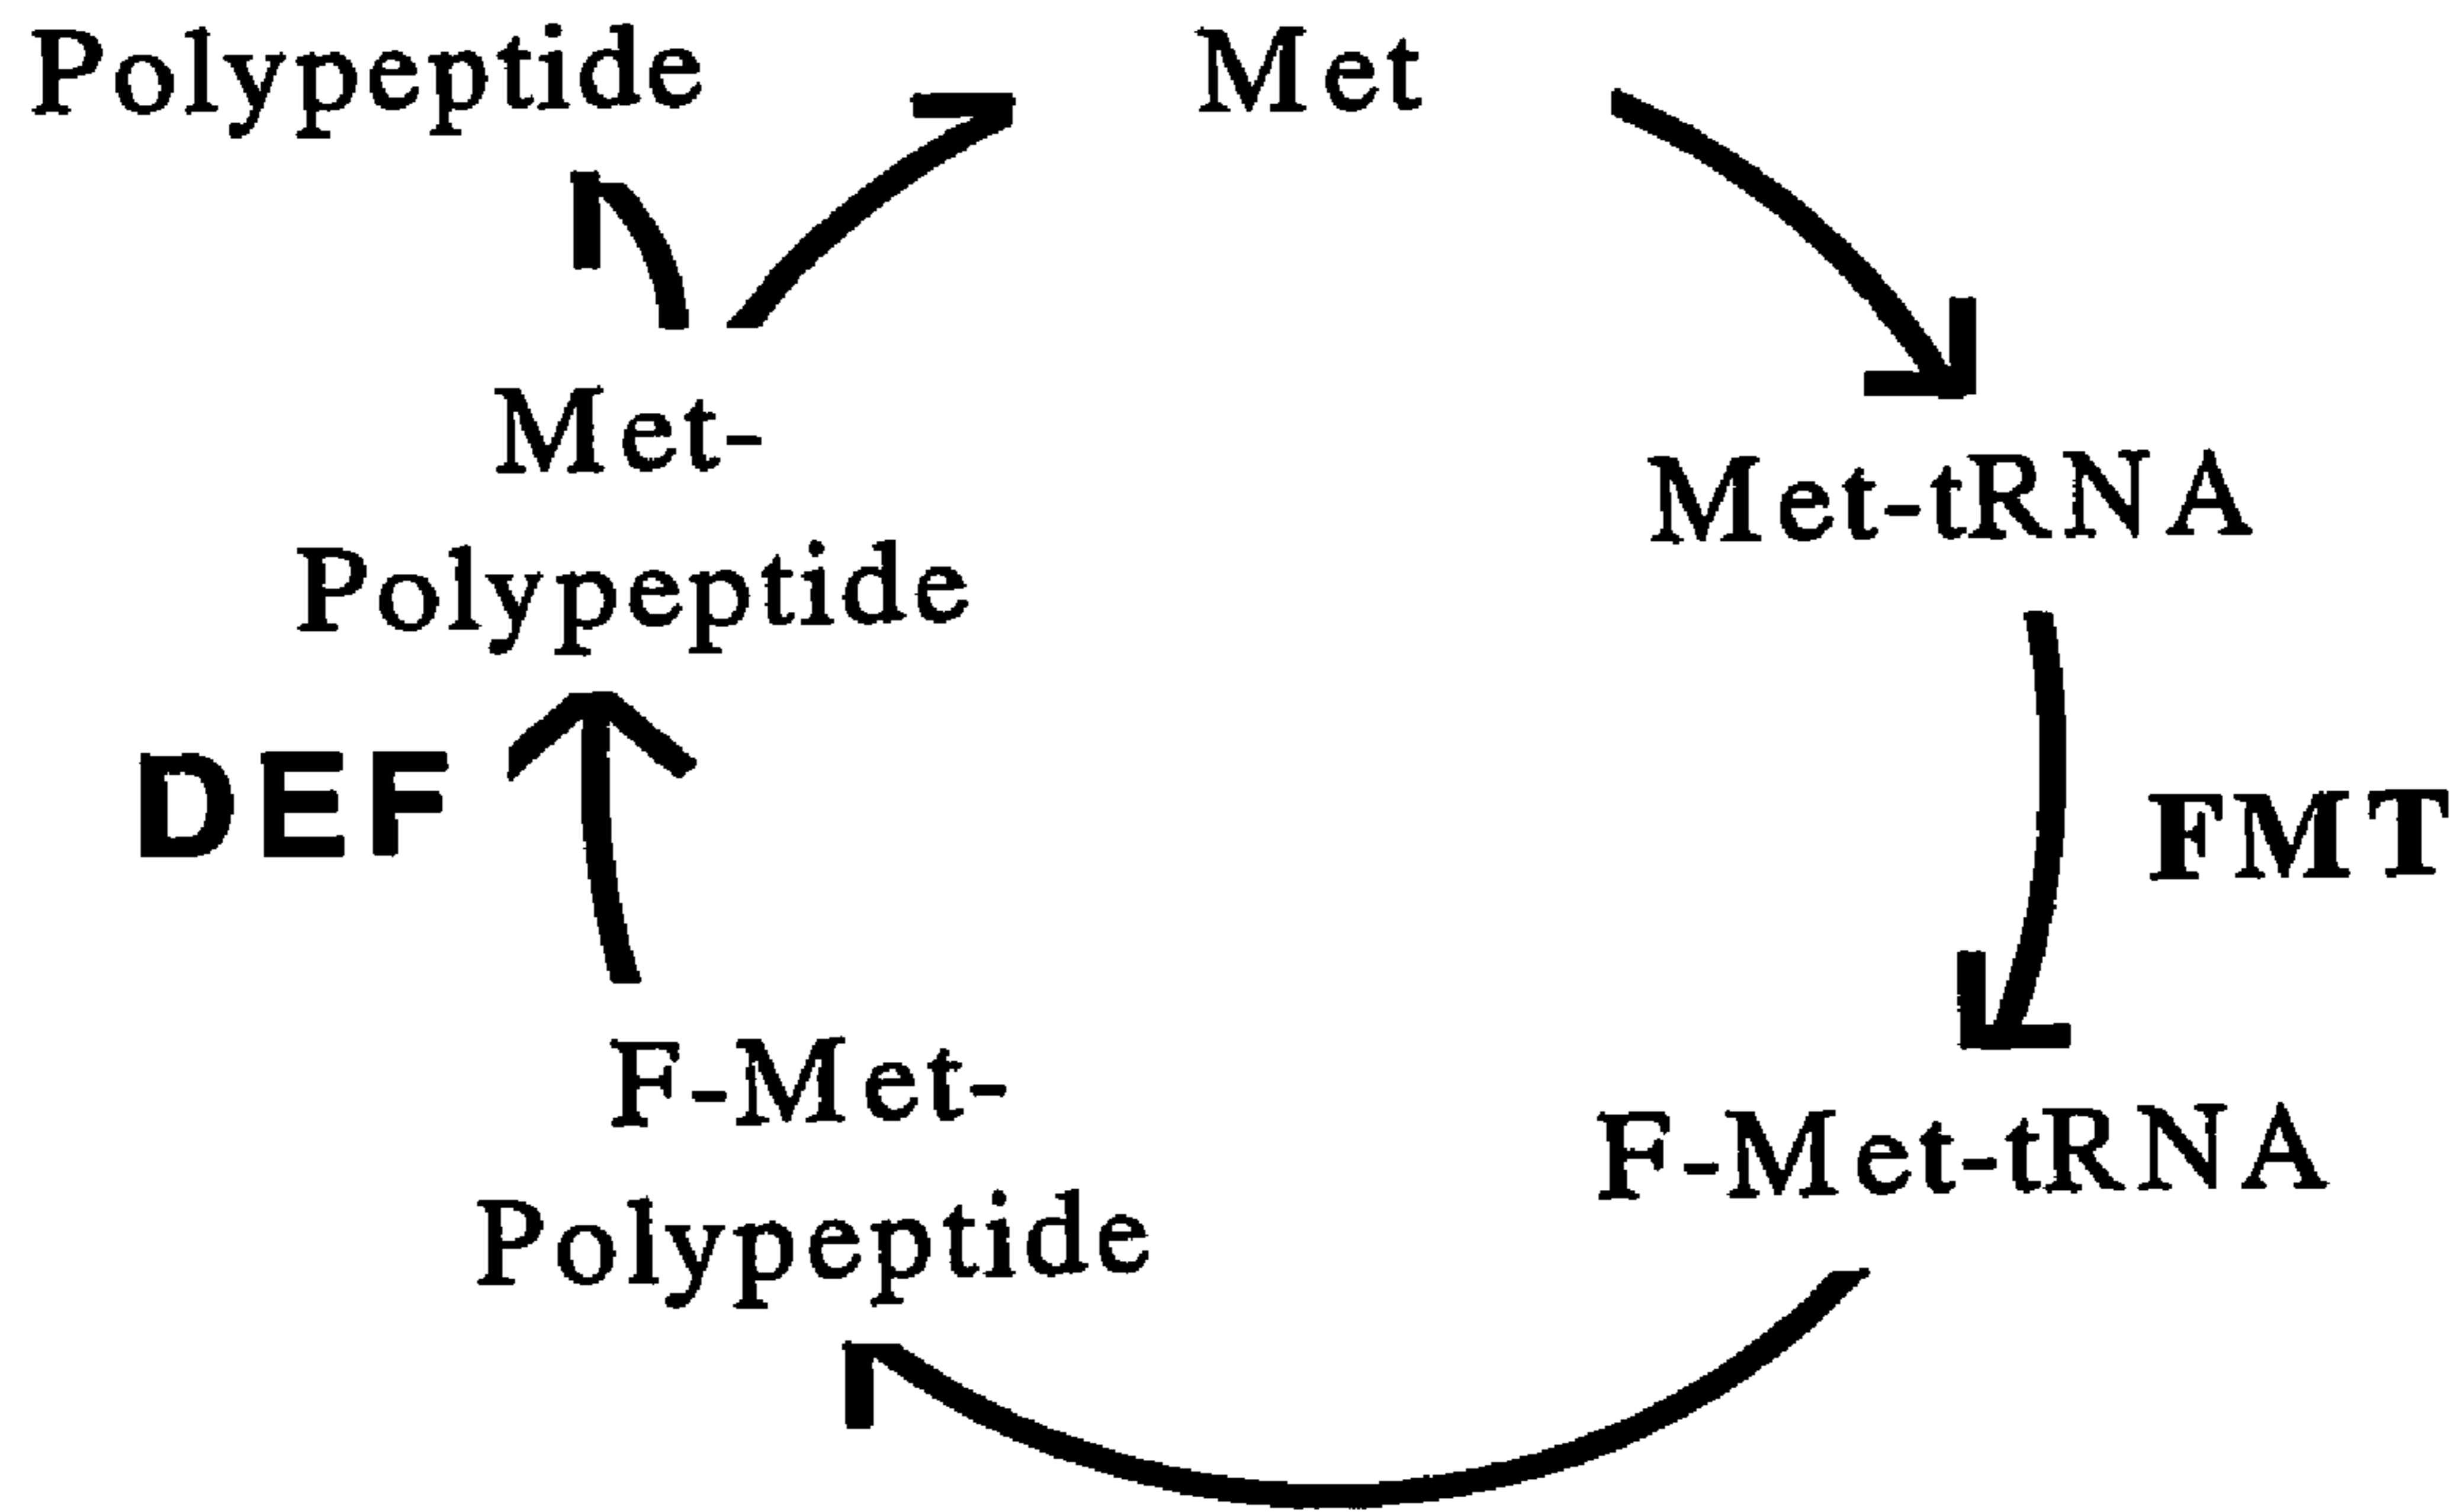 Polypeptide
Met
Met-
Polypeptide
Met-tRNA
DEF
FMT
F-Met-
Polypeptide
F-Met-tRNA